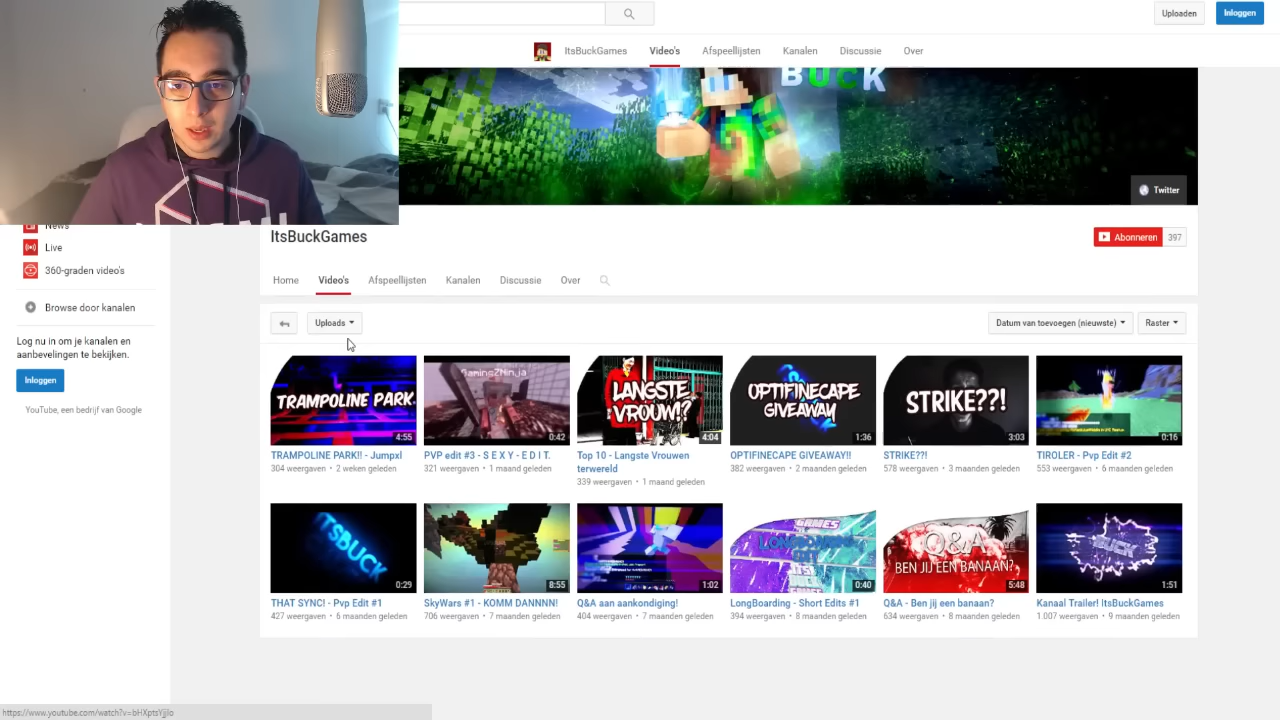 Uploaden
Inloggen
ItsBuckGames
Video's
Afspeellijsten
Kanalen
Discussie
Over
BUCK
Twitter
News
Live
360-graden video's
Browse door kanalen
Log nu in om je kanalen en
aanbevelingen te bekijken.
Inloggen
YouTube, een bedrijf van Google
ItsBuckGames
Abonneren 397
Home
Video's
Afspeellijsten
Kanalen
Discussie
Over
Uploads
Datum van toevoegen (nieuwste)
Raster
TRAMPOLINE PARK
4:55
TRAMPOLINE PARK!! - Jumpxl
304 weergaven • 2 weken geleden
Gaming2Ninja
0:42
PVP edit #3 - S E X Y - E D I T.
321 weergaven • 1 maand geleden
LANGSTE
VROUW!?
4:04
Top 10 - Langste Vrouwen
terwereld
339 weergaven • 1 maand geleden
OPTIFINECAPE
GIVEAWAY
1:36
OPTIFINECAPE GIVEAWAY!!
382 weergaven • 2 maanden geleden
STRIKE??!
3:03
STRIKE??!
578 weergaven • 3 maanden geleden
0:16
TIROLER - Pvp Edit #2
553 weergaven • 6 maanden geleden
ITSBUCK
0:29
THAT SYNC! - Pvp Edit #1
427 weergaven • 6 maanden geleden
8:55
SkyWars #1 - KOMM DANNNN!
706 weergaven • 7 maanden geleden
1:02
Q&A aan aankondiging!
404 weergaven • 7 maanden geleden
GAMES
LONGBOARDING
0:40
LongBoarding - Short Edits #1
394 weergaven • 8 maanden geleden
Q&A
BEN JIJ EEN BANAAN?
5:48
Q&A - Ben jij een banaan?
634 weergaven • 8 maanden geleden
BUCK
1:51
Kanaal Trailer! ItsBuckGames
1.007 weergaven • 9 maanden geleden